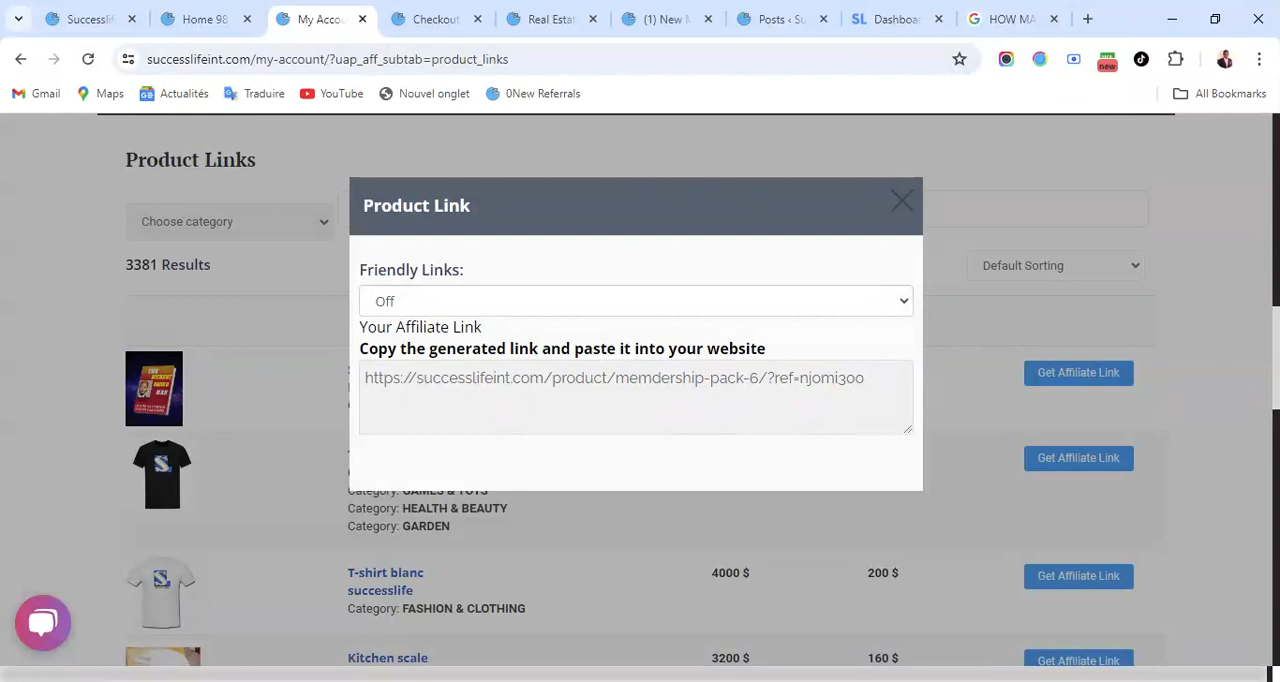 Successli
Home 98
My Accou
Checkout
Real Estat
(1) New M
Posts ‹ Su
SL Dashboa
HOW MA
successlifeint.com/my-account/?uap_aff_subtab=product_links
new
Gmail
Maps
Actualités
Traduire
YouTube
Nouvel onglet
0New Referrals
All Bookmarks
Product Links
Product Link
Choose category
3381 Results
Default Sorting
Friendly Links:
Off
Your Affiliate Link
Copy the generated link and paste it into your website
https://successlifeint.com/product/memdership-pack-6/?ref=njomi300
Get Affiliate Link
Get Affiliate Link
Category: GAMES & TOYS
Category: HEALTH & BEAUTY
Category: GARDEN
T-shirt blanc
successlife
4000 $
200 $
Get Affiliate Link
Category: FASHION & CLOTHING
Kitchen scale
3200 $
160 $
Get Affiliate Link